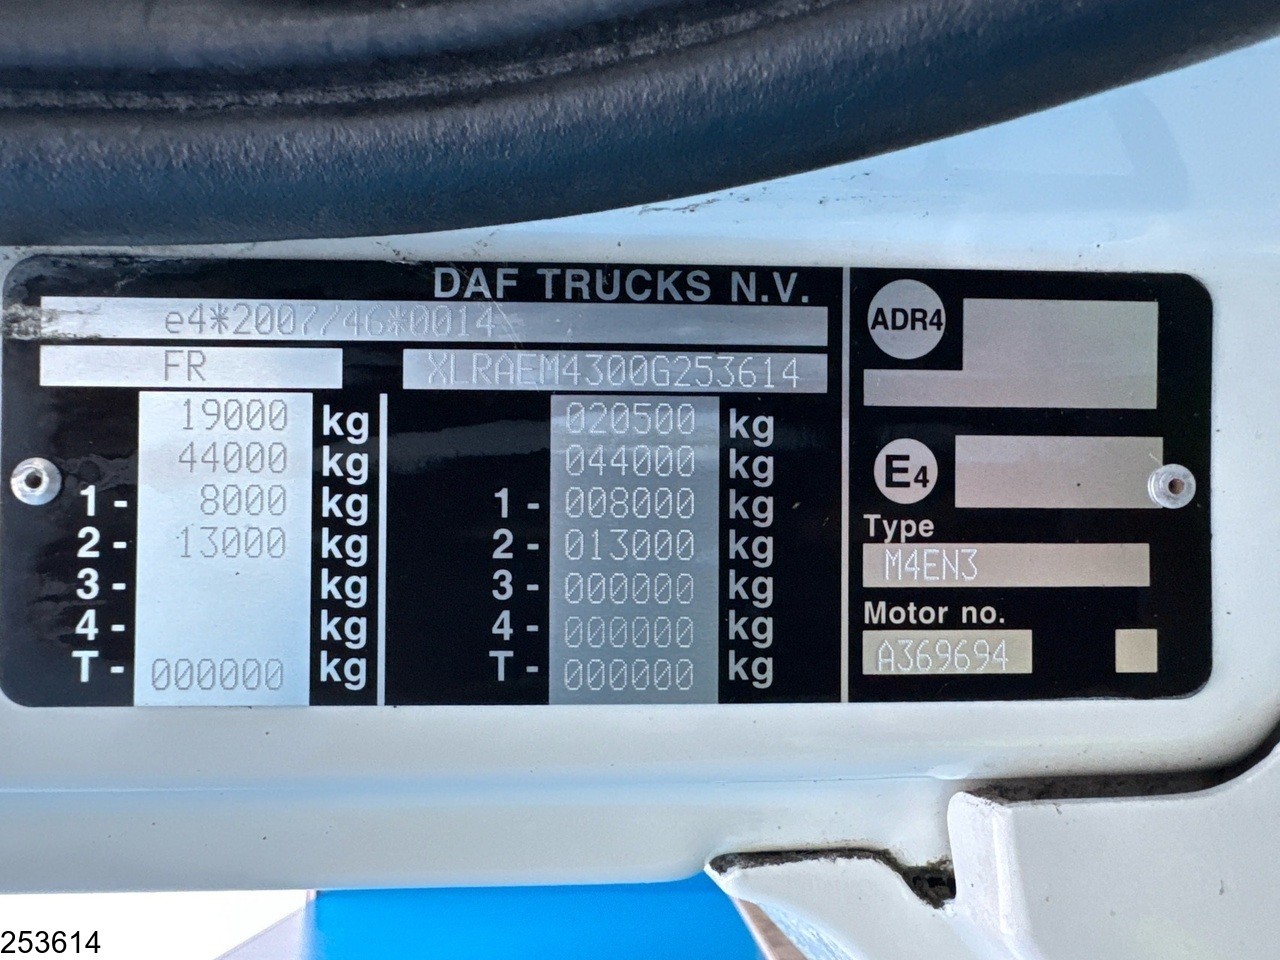 DAF TRUCKS N.V.
e4*2007/46*0014
FR XLRAEM4300G253614
19000 kg 020500 kg
44000 kg 044000 kg
1- 8000 kg 1- 008000 kg
2- 13000 kg 2- 013000 kg
3- kg 3- 000000 kg
4- kg 4- 000000 kg
T- 000000 kg T- 000000 kg
ADR4
E4
Type
M4EN3
Motor no.
A369694
253614